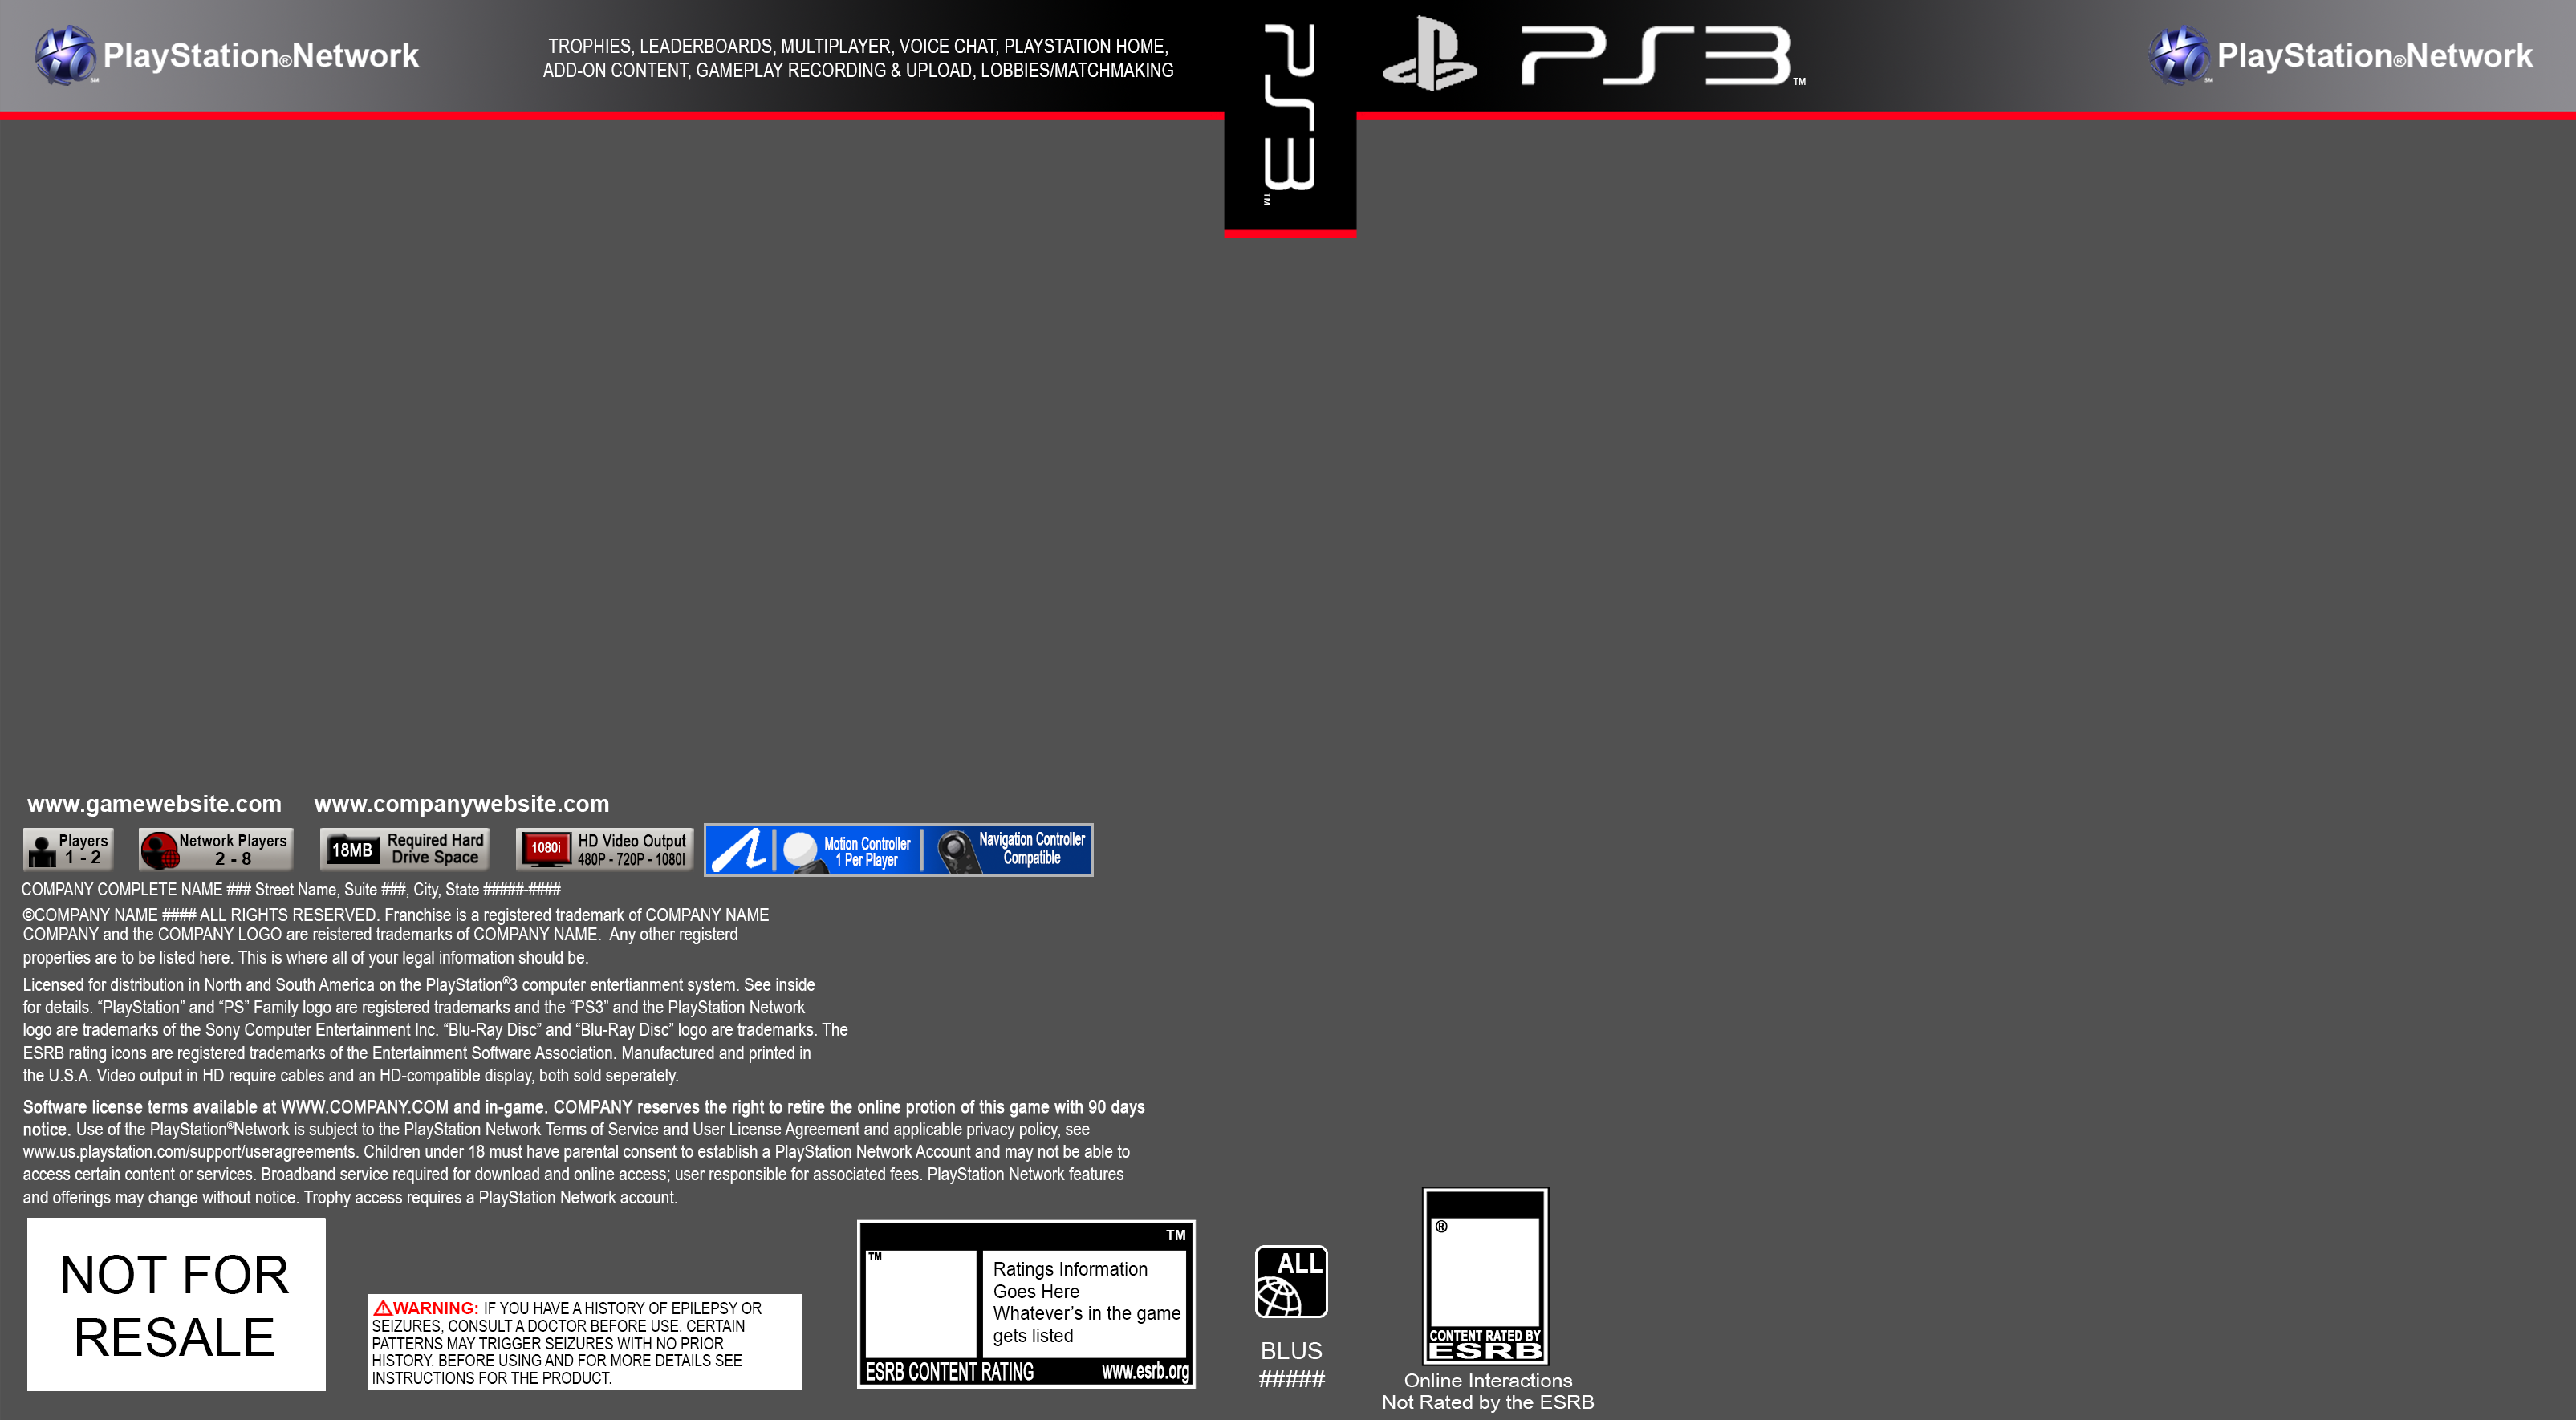 PlayStation®Network
SM
TROPHIES, LEADERBOARDS, MULTIPLAYER, VOICE CHAT, PLAYSTATION HOME,
ADD-ON CONTENT, GAMEPLAY RECORDING & UPLOAD, LOBBIES/MATCHMAKING
PS3™
PS3™
PlayStation®Network
SM
www.gamewebsite.com www.companywebsite.com
Players
1 - 2
Network Players
2 - 8
18MB
Required Hard
Drive Space
1080i
HD Video Output
480P - 720P - 1080I
Motion Controller
1 Per Player
Navigation Controller
Compatible
COMPANY COMPLETE NAME ### Street Name, Suite ###, City, State #####-####
©COMPANY NAME #### ALL RIGHTS RESERVED. Franchise is a registered trademark of COMPANY NAME
COMPANY and the COMPANY LOGO are reistered trademarks of COMPANY NAME.  Any other registerd
properties are to be listed here. This is where all of your legal information should be.
Licensed for distribution in North and South America on the PlayStation®3 computer entertianment system. See inside
for details. “PlayStation” and “PS” Family logo are registered trademarks and the “PS3” and the PlayStation Network
logo are trademarks of the Sony Computer Entertainment Inc. “Blu-Ray Disc” and “Blu-Ray Disc” logo are trademarks. The
ESRB rating icons are registered trademarks of the Entertainment Software Association. Manufactured and printed in
the U.S.A. Video output in HD require cables and an HD-compatible display, both sold seperately.
Software license terms available at WWW.COMPANY.COM and in-game. COMPANY reserves the right to retire the online protion of this game with 90 days
notice. Use of the PlayStation®Network is subject to the PlayStation Network Terms of Service and User License Agreement and applicable privacy policy, see
www.us.playstation.com/support/useragreements. Children under 18 must have parental consent to establish a PlayStation Network Account and may not be able to
access certain content or services. Broadband service required for download and online access; user responsible for associated fees. PlayStation Network features
and offerings may change without notice. Trophy access requires a PlayStation Network account.
NOT FOR
RESALE
WARNING: IF YOU HAVE A HISTORY OF EPILEPSY OR
SEIZURES, CONSULT A DOCTOR BEFORE USE. CERTAIN
PATTERNS MAY TRIGGER SEIZURES WITH NO PRIOR
HISTORY. BEFORE USING AND FOR MORE DETAILS SEE
INSTRUCTIONS FOR THE PRODUCT.
TM
TM
Ratings Information
Goes Here
Whatever’s in the game
gets listed
ESRB CONTENT RATING www.esrb.org
ALL
BLUS
#####
®
CONTENT RATED BY
ESRB
Online Interactions
Not Rated by the ESRB